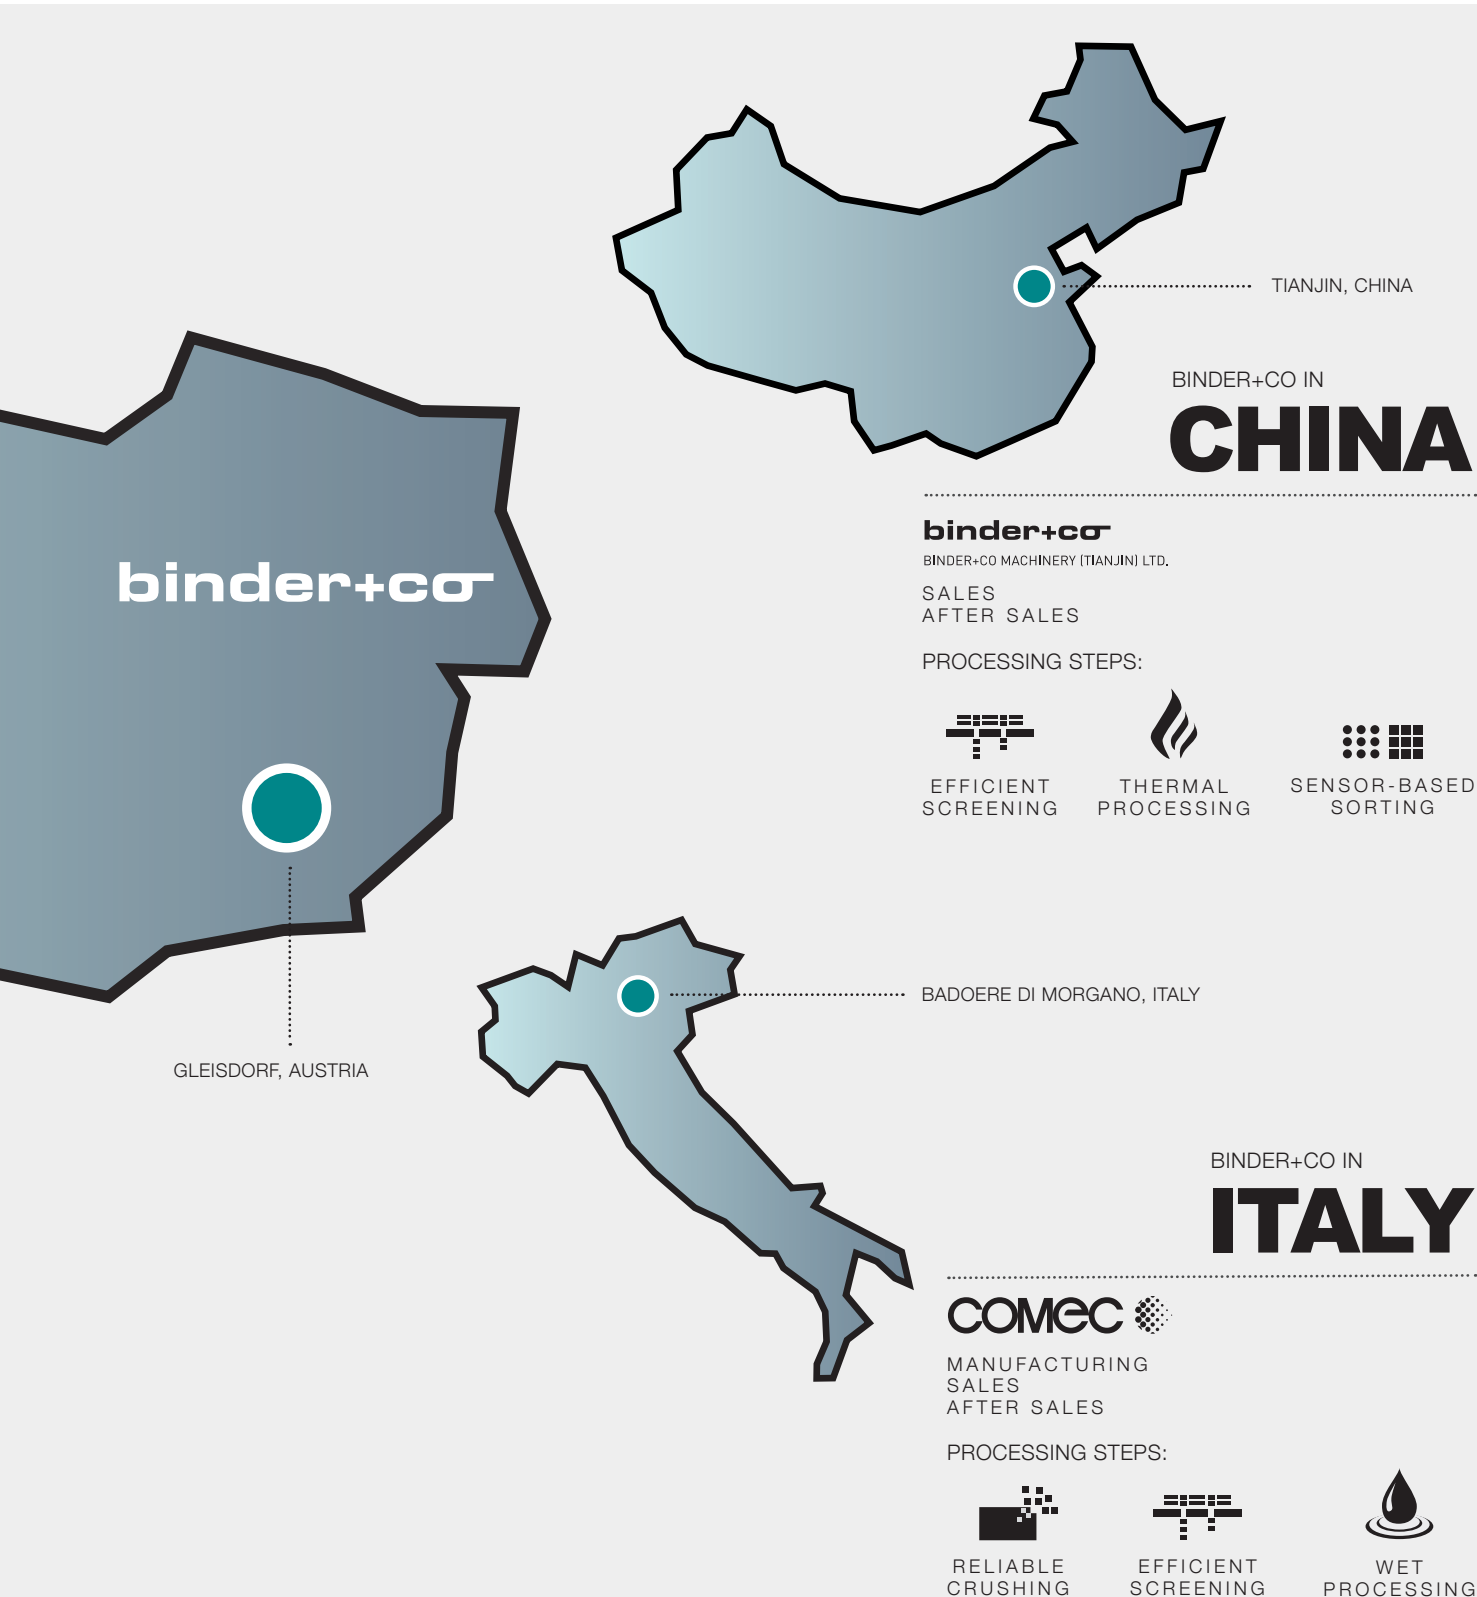 TIANJIN, CHINA
BINDER+CO IN
CHINA
binder+co
BINDER+CO MACHINERY (TIANJIN) LTD.
SALES
AFTER SALES
PROCESSING STEPS:
EFFICIENT
SCREENING
THERMAL
PROCESSING
SENSOR-BASED
SORTING
binder+co
GLEISDORF, AUSTRIA
BADOERE DI MORGANO, ITALY
BINDER+CO IN
ITALY
COMEC
MANUFACTURING
SALES
AFTER SALES
PROCESSING STEPS:
RELIABLE
CRUSHING
EFFICIENT
SCREENING
WET
PROCESSING